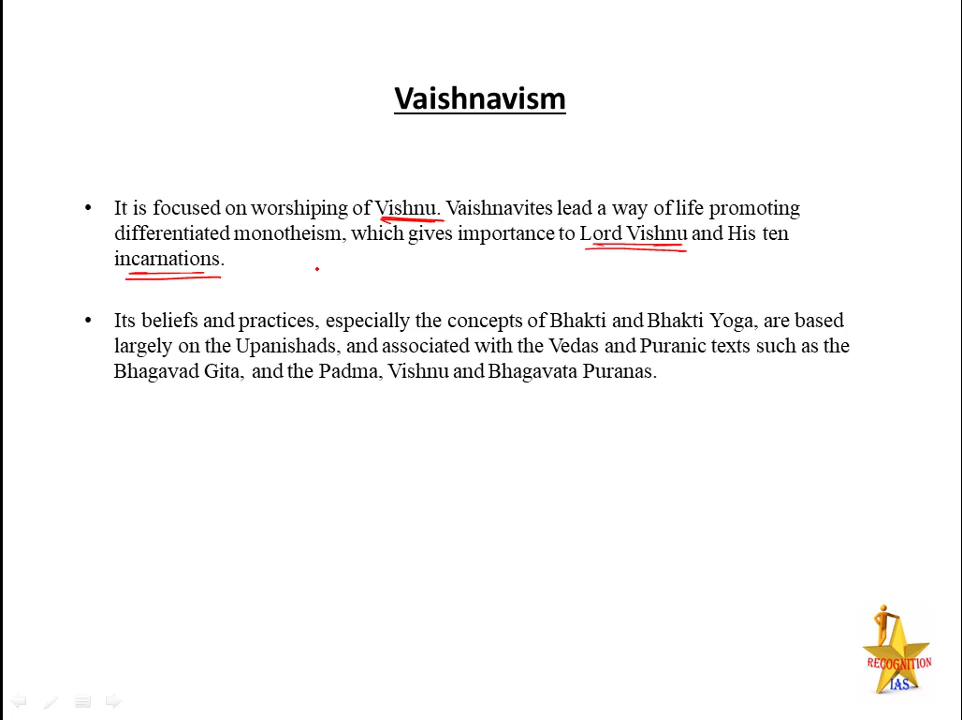 Vaishnavism
• It is focused on worshiping of Vishnu. Vaishnavites lead a way of life promoting
differentiated monotheism, which gives importance to Lord Vishnu and His ten
incarnations.
• Its beliefs and practices, especially the concepts of Bhakti and Bhakti Yoga, are based
largely on the Upanishads, and associated with the Vedas and Puranic texts such as the
Bhagavad Gita, and the Padma, Vishnu and Bhagavata Puranas.
RECOGNITION
IAS